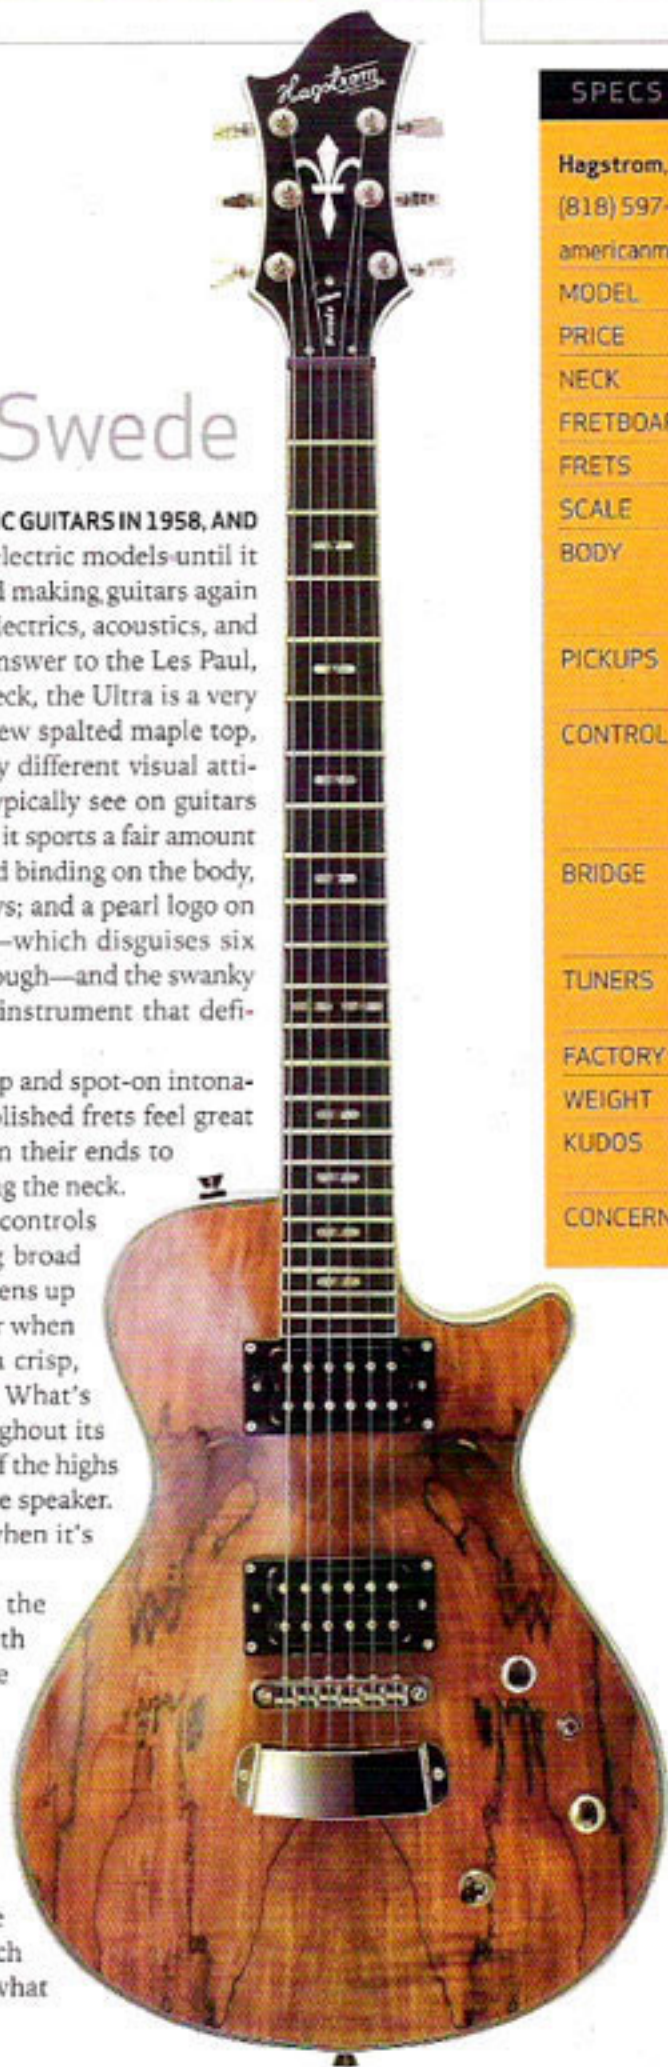 Hagstrom
Swede
Swede
C GUITARS IN 1958, AND
lectric models until it
making guitars again
lectrics, acoustics, and
nswer to the Les Paul,
eck, the Ultra is a very
ew spalted maple top,
y different visual atti-
ypically see on guitars
it sports a fair amount
d binding on the body,
ys; and a pearl logo on
—which disguises six
ough—and the swanky
instrument that defi-
p and spot-on intona-
olished frets feel great
n their ends to
g the neck.
controls
g broad
ens up
r when
a crisp,
What's
ghout its
f the highs
e speaker.
when it's
the
th
e
e
ch
what
SPECS
Hagstrom,
(818) 597-
americanm
MODEL
PRICE
NECK
FRETBOAR
FRETS
SCALE
BODY
PICKUPS
CONTROL
BRIDGE
TUNERS
FACTORY
WEIGHT
KUDOS
CONCERN